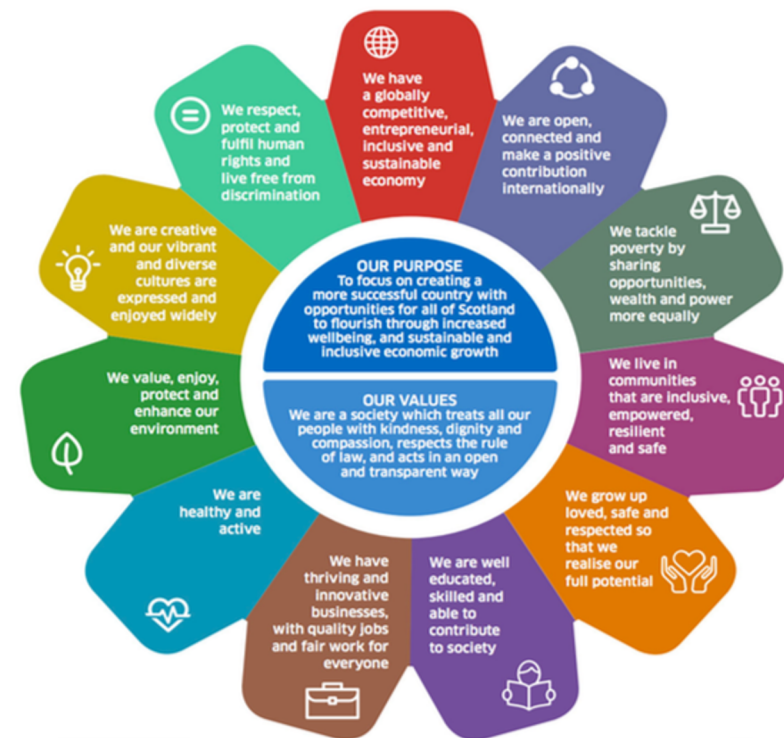 We have
a globally
competitive,
entrepreneurial,
inclusive and
sustainable
economy
We are open,
connected and
make a positive
contribution
internationally
We tackle
poverty by
sharing
opportunities,
wealth and power
more equally
We live in
communities
that are inclusive,
empowered,
resilient
and safe
We grow up
loved, safe and
respected so
that we
realise our
full potential
We are well
educated,
skilled and
able to
contribute
to society
We have
thriving and
innovative
businesses,
with quality jobs
and fair work for
everyone
We are
healthy and
active
We value, enjoy,
protect and
enhance our
environment
We are creative
and our vibrant
and diverse
cultures are
expressed and
enjoyed widely
We respect,
protect and
fulfil human
rights and
live free from
discrimination
OUR PURPOSE
To focus on creating a
more successful country with
opportunities for all of Scotland
to flourish through increased
wellbeing, and sustainable and
inclusive economic growth
OUR VALUES
We are a society which treats all our
people with kindness, dignity and
compassion, respects the rule
of law, and acts in an open
and transparent way